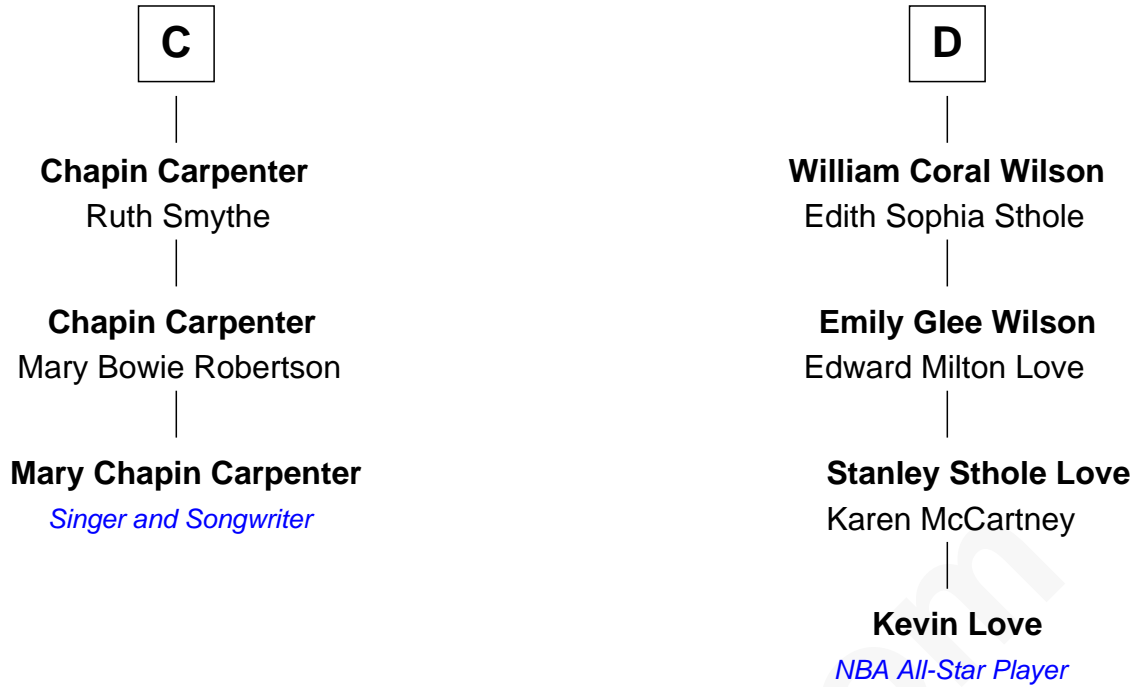 C
Chapin Carpenter
Ruth Smythe
Chapin Carpenter
Mary Bowie Robertson
Mary Chapin Carpenter
Singer and Songwriter
D
William Coral Wilson
Edith Sophia Sthole
Emily Glee Wilson
Edward Milton Love
Stanley Sthole Love
Karen McCartney
Kevin Love
NBA All-Star Player